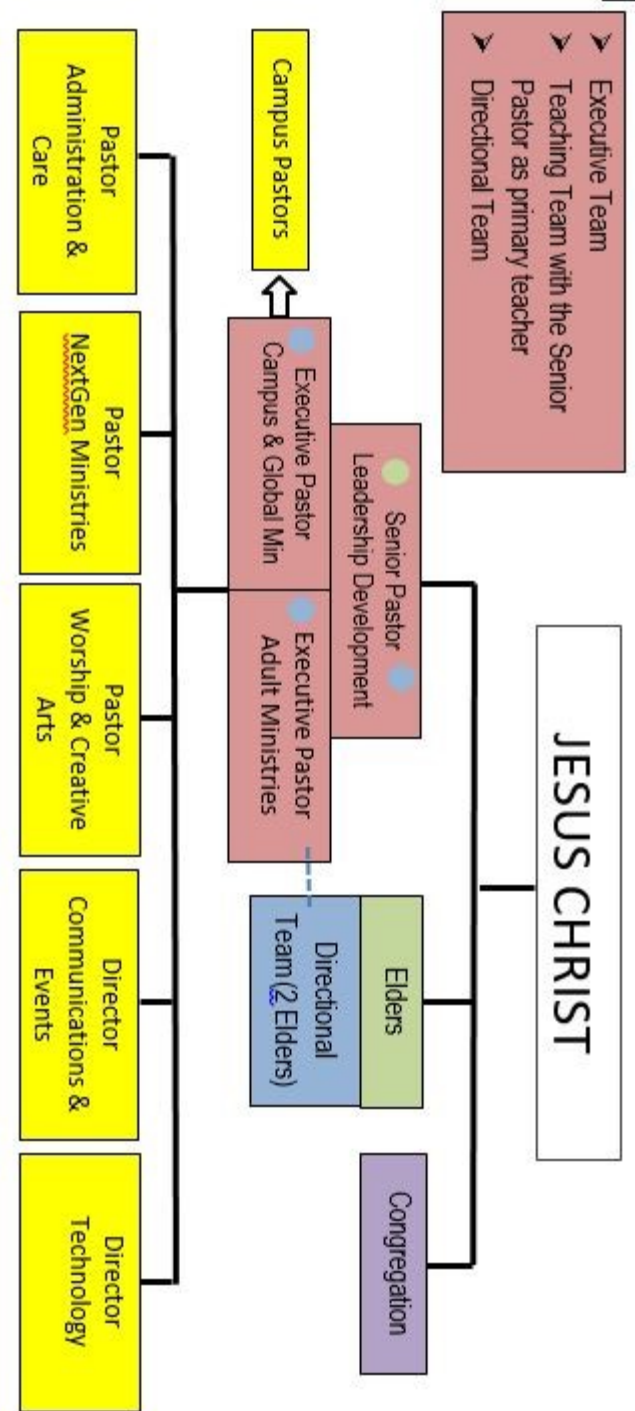 JESUS CHRIST
➢ Executive Team
➢ Teaching Team with the Senior
Pastor as primary teacher
➢ Directional Team
Senior Pastor
Leadership Development
Elders
Congregation
Campus Pastors
Executive Pastor
Campus & Global Min
Executive Pastor
Adult Ministries
Directional
Team (2 Elders)
Pastor
Administration &
Care
Pastor
NextGen Ministries
Pastor
Worship & Creative
Arts
Director
Communications &
Events
Director
Technology